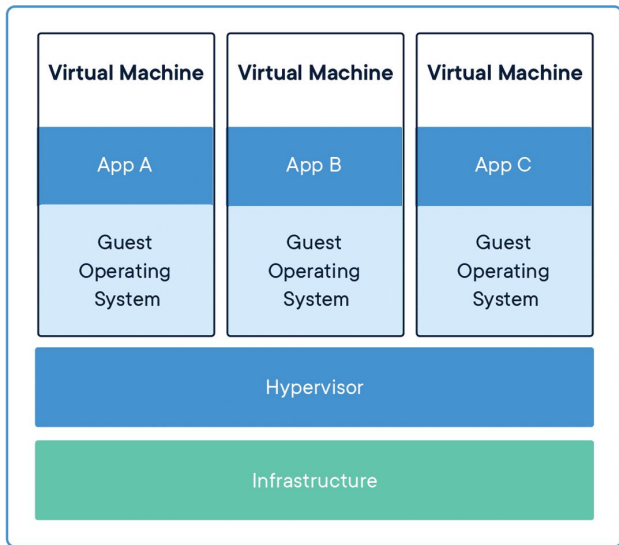 Virtual Machine
App A
Guest
Operating
System
Virtual Machine
App B
Guest
Operating
System
Virtual Machine
App C
Guest
Operating
System
Hypervisor
Infrastructure